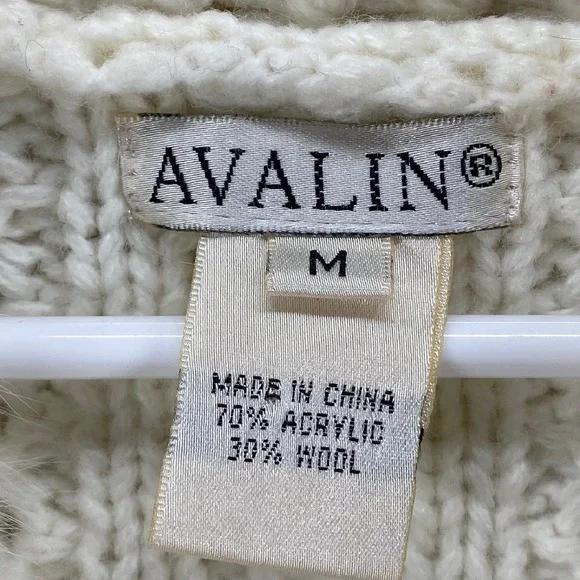 AVALIN®
M
MADE IN CHINA
70% ACRYLIC
30% WOOL